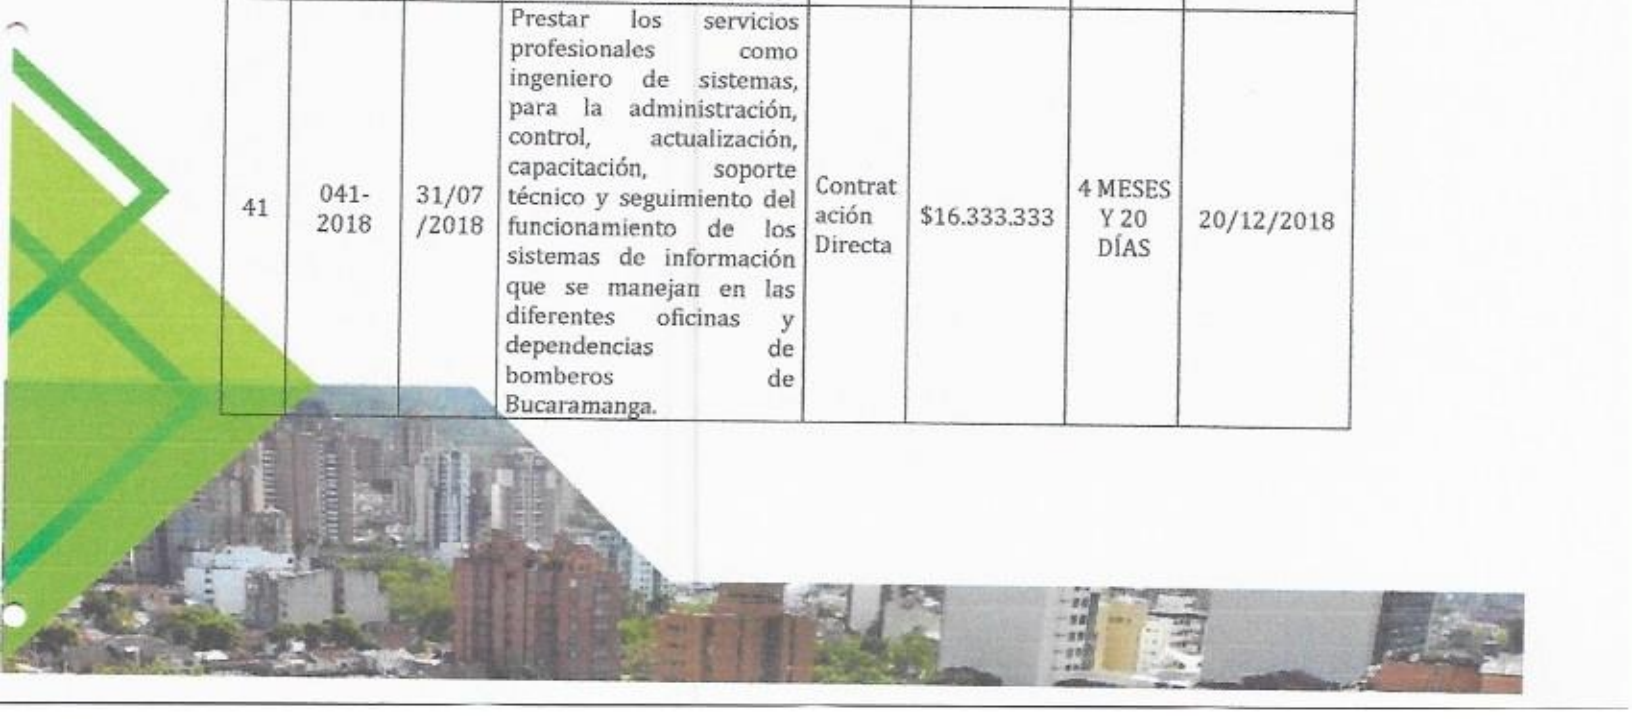 41
041-
2018
31/07
/2018
Prestar los servicios
profesionales como
ingeniero de sistemas,
para la administración,
control, actualización,
capacitación, soporte
técnico y seguimiento del
funcionamiento de los
sistemas de información
que se manejan en las
diferentes oficinas y
dependencias de
bomberos de
Bucaramanga.
Contrat
ación
Directa
$16.333.333
4 MESES
Y 20
DÍAS
20/12/2018